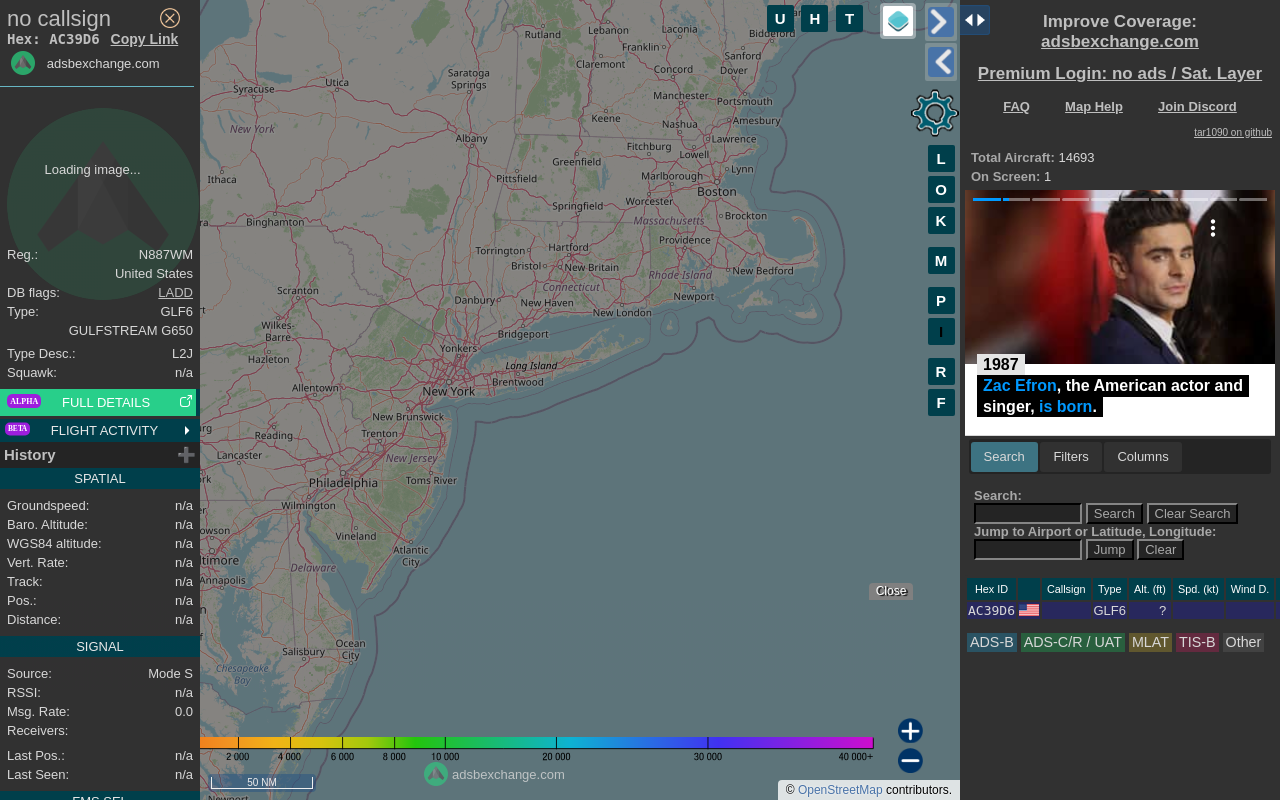 no callsign
Hex: AC39D6 Copy Link
adsbexchange.com
Loading image...
Reg.: N887WM
United States
DB flags: LADD
Type: GLF6
GULFSTREAM G650
Type Desc.: L2J
Squawk: n/a
ALPHA FULL DETAILS
BETA FLIGHT ACTIVITY
History
SPATIAL
Groundspeed: n/a
Baro. Altitude: n/a
WGS84 altitude: n/a
Vert. Rate: n/a
Track: n/a
Pos.: n/a
Distance: n/a
SIGNAL
Source: Mode S
RSSI: n/a
Msg. Rate: 0.0
Receivers:
Last Pos.: n/a
Last Seen: n/a
FMS SEL
U H T
L
O
K
M
P
I
R
F
Rutland
Lebanon
Laconia
Biddeford
Franklin
Sanford
Claremont
Concord
Dover
Saratoga
Springs
Utica
Syracuse
Manchester
Portsmouth
Keene
Nashua
Amesbury
New York
Albany
Lawrence
Fitchburg
Lowell
Greenfield
Lynn
Ithaca
Pittsfield
Marlborough
Boston
Worcester
Springfield
Binghamton
Massachusetts
Brockton
Torrington
Hartford
Providence
Bristol
New Britain
Rhode Island
New Bedford
Connecticut
Scranton
Danbury
New Haven
Newport
New London
Wilkes-
Barre
Bridgeport
Hazleton
Yonkers
Long Island
Brentwood
Allentown
New York
New Brunswick
Reading
Trenton
Lancaster
New Jersey
Toms River
Philadelphia
Wilmington
Vineland
Atlantic
City
Delaware
Annapolis
Ocean
City
Salisbury
Chesapeake
Bay
Close
2 000 4 000 6 000 8 000 10 000 20 000 30 000 40 000+
adsbexchange.com
50 NM
© OpenStreetMap contributors.
Improve Coverage:
adsbexchange.com
Premium Login: no ads / Sat. Layer
FAQ Map Help Join Discord
tar1090 on github
Total Aircraft: 14693
On Screen: 1
1987
Zac Efron, the American actor and
singer, is born.
Search Filters Columns
Search:
Search Clear Search
Jump to Airport or Latitude, Longitude:
Jump Clear
Hex ID Callsign Type Alt. (ft) Spd. (kt) Wind D.
AC39D6 GLF6 ?
ADS-B ADS-C/R / UAT MLAT TIS-B Other